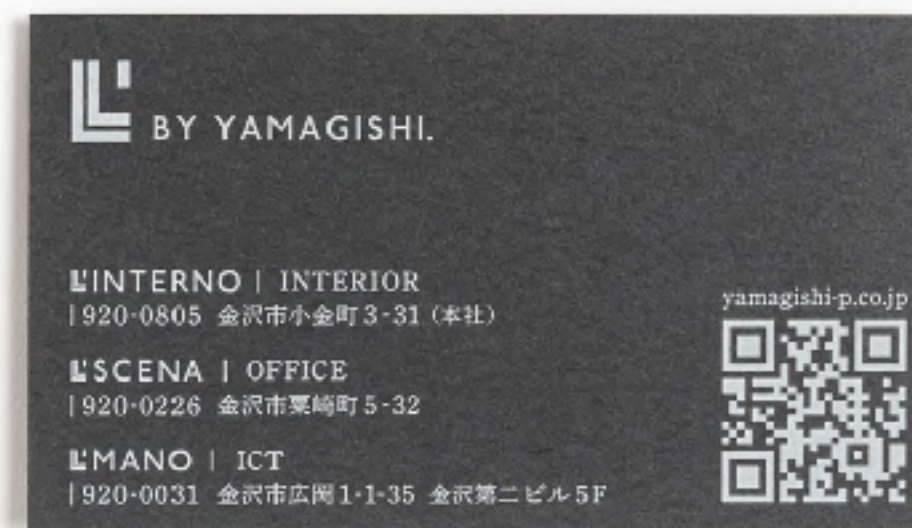 L' BY YAMAGISHI.
L'INTERNO | INTERIOR
|920-0805 金沢市小金町3-31（本社）
L'SCENA | OFFICE
|920-0226 金沢市粟崎町5-32
L'MANO | ICT
|920-0031 金沢市広岡1-1-35 金沢第二ビル5F
yamagishi-p.co.jp